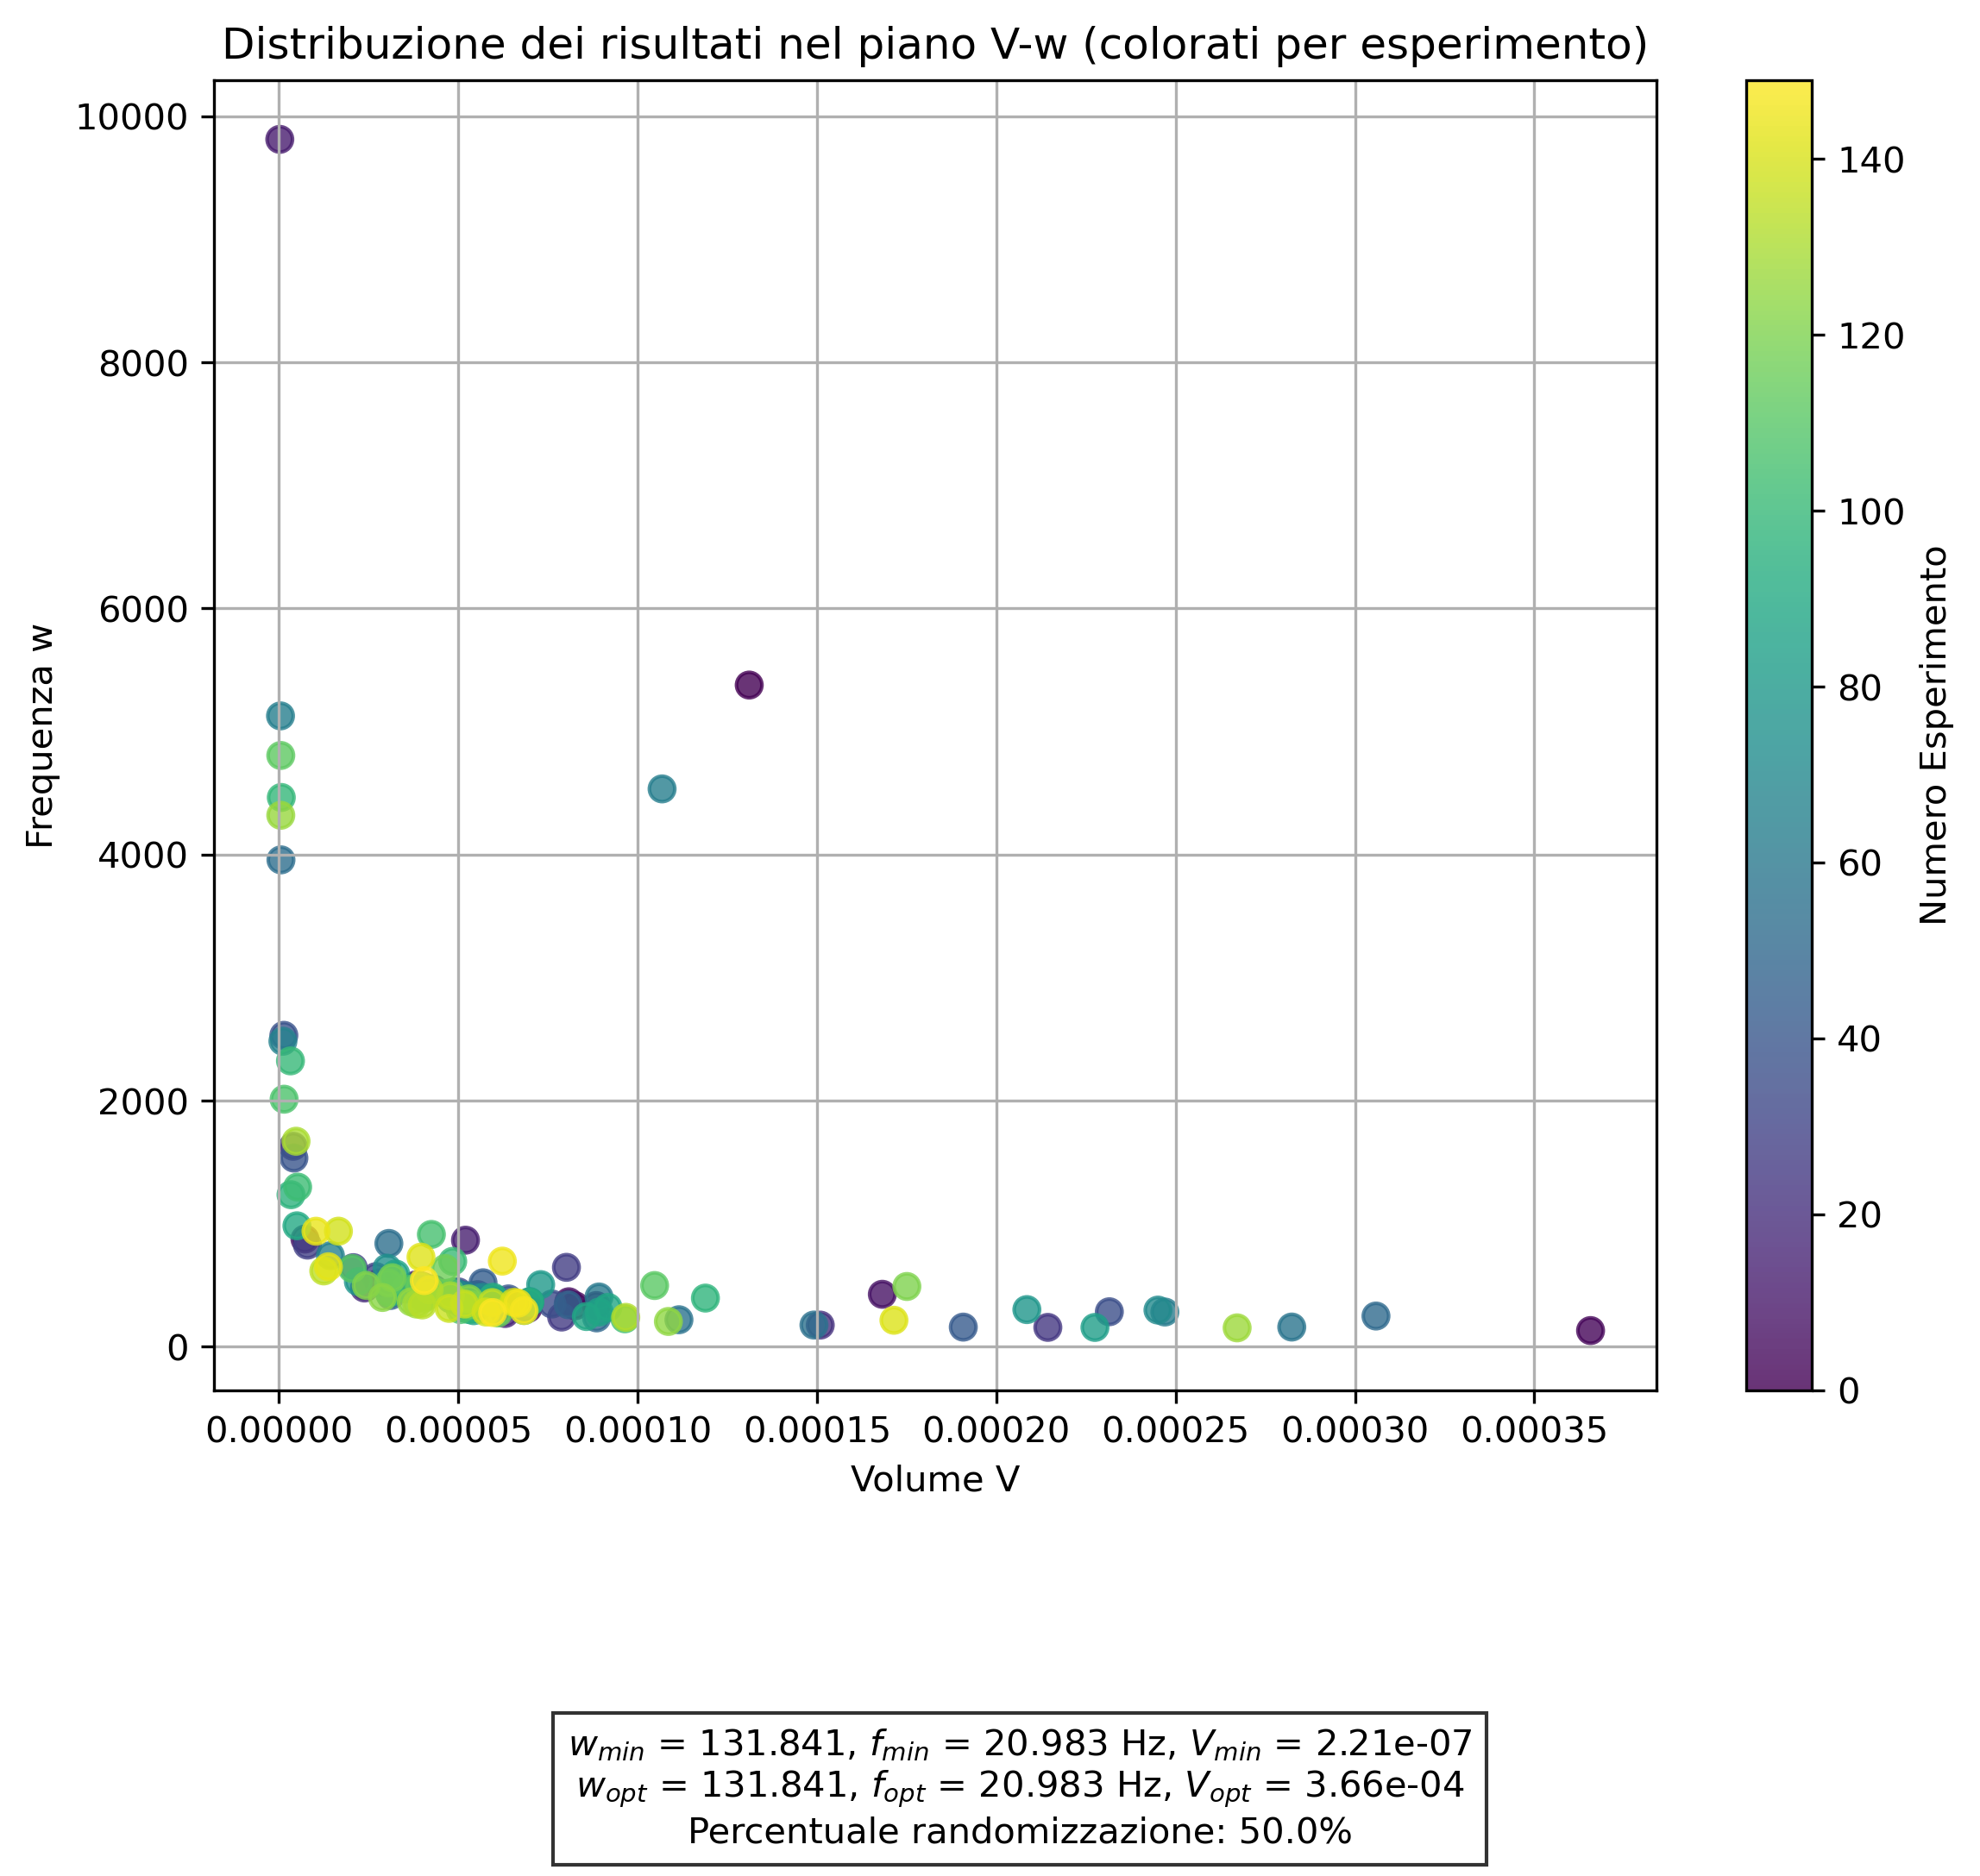 Distribuzione dei risultati nel piano V-w (colorati per esperimento)
10000
8000
6000
4000
2000
0
Frequenza w
0.00000 0.00005 0.00010 0.00015 0.00020 0.00025 0.00030 0.00035
Volume V
140
120
100
80
60
40
20
0
Numero Esperimento
w_min = 131.841, f_min = 20.983 Hz, V_min = 2.21e-07
w_opt = 131.841, f_opt = 20.983 Hz, V_opt = 3.66e-04
Percentuale randomizzazione: 50.0%